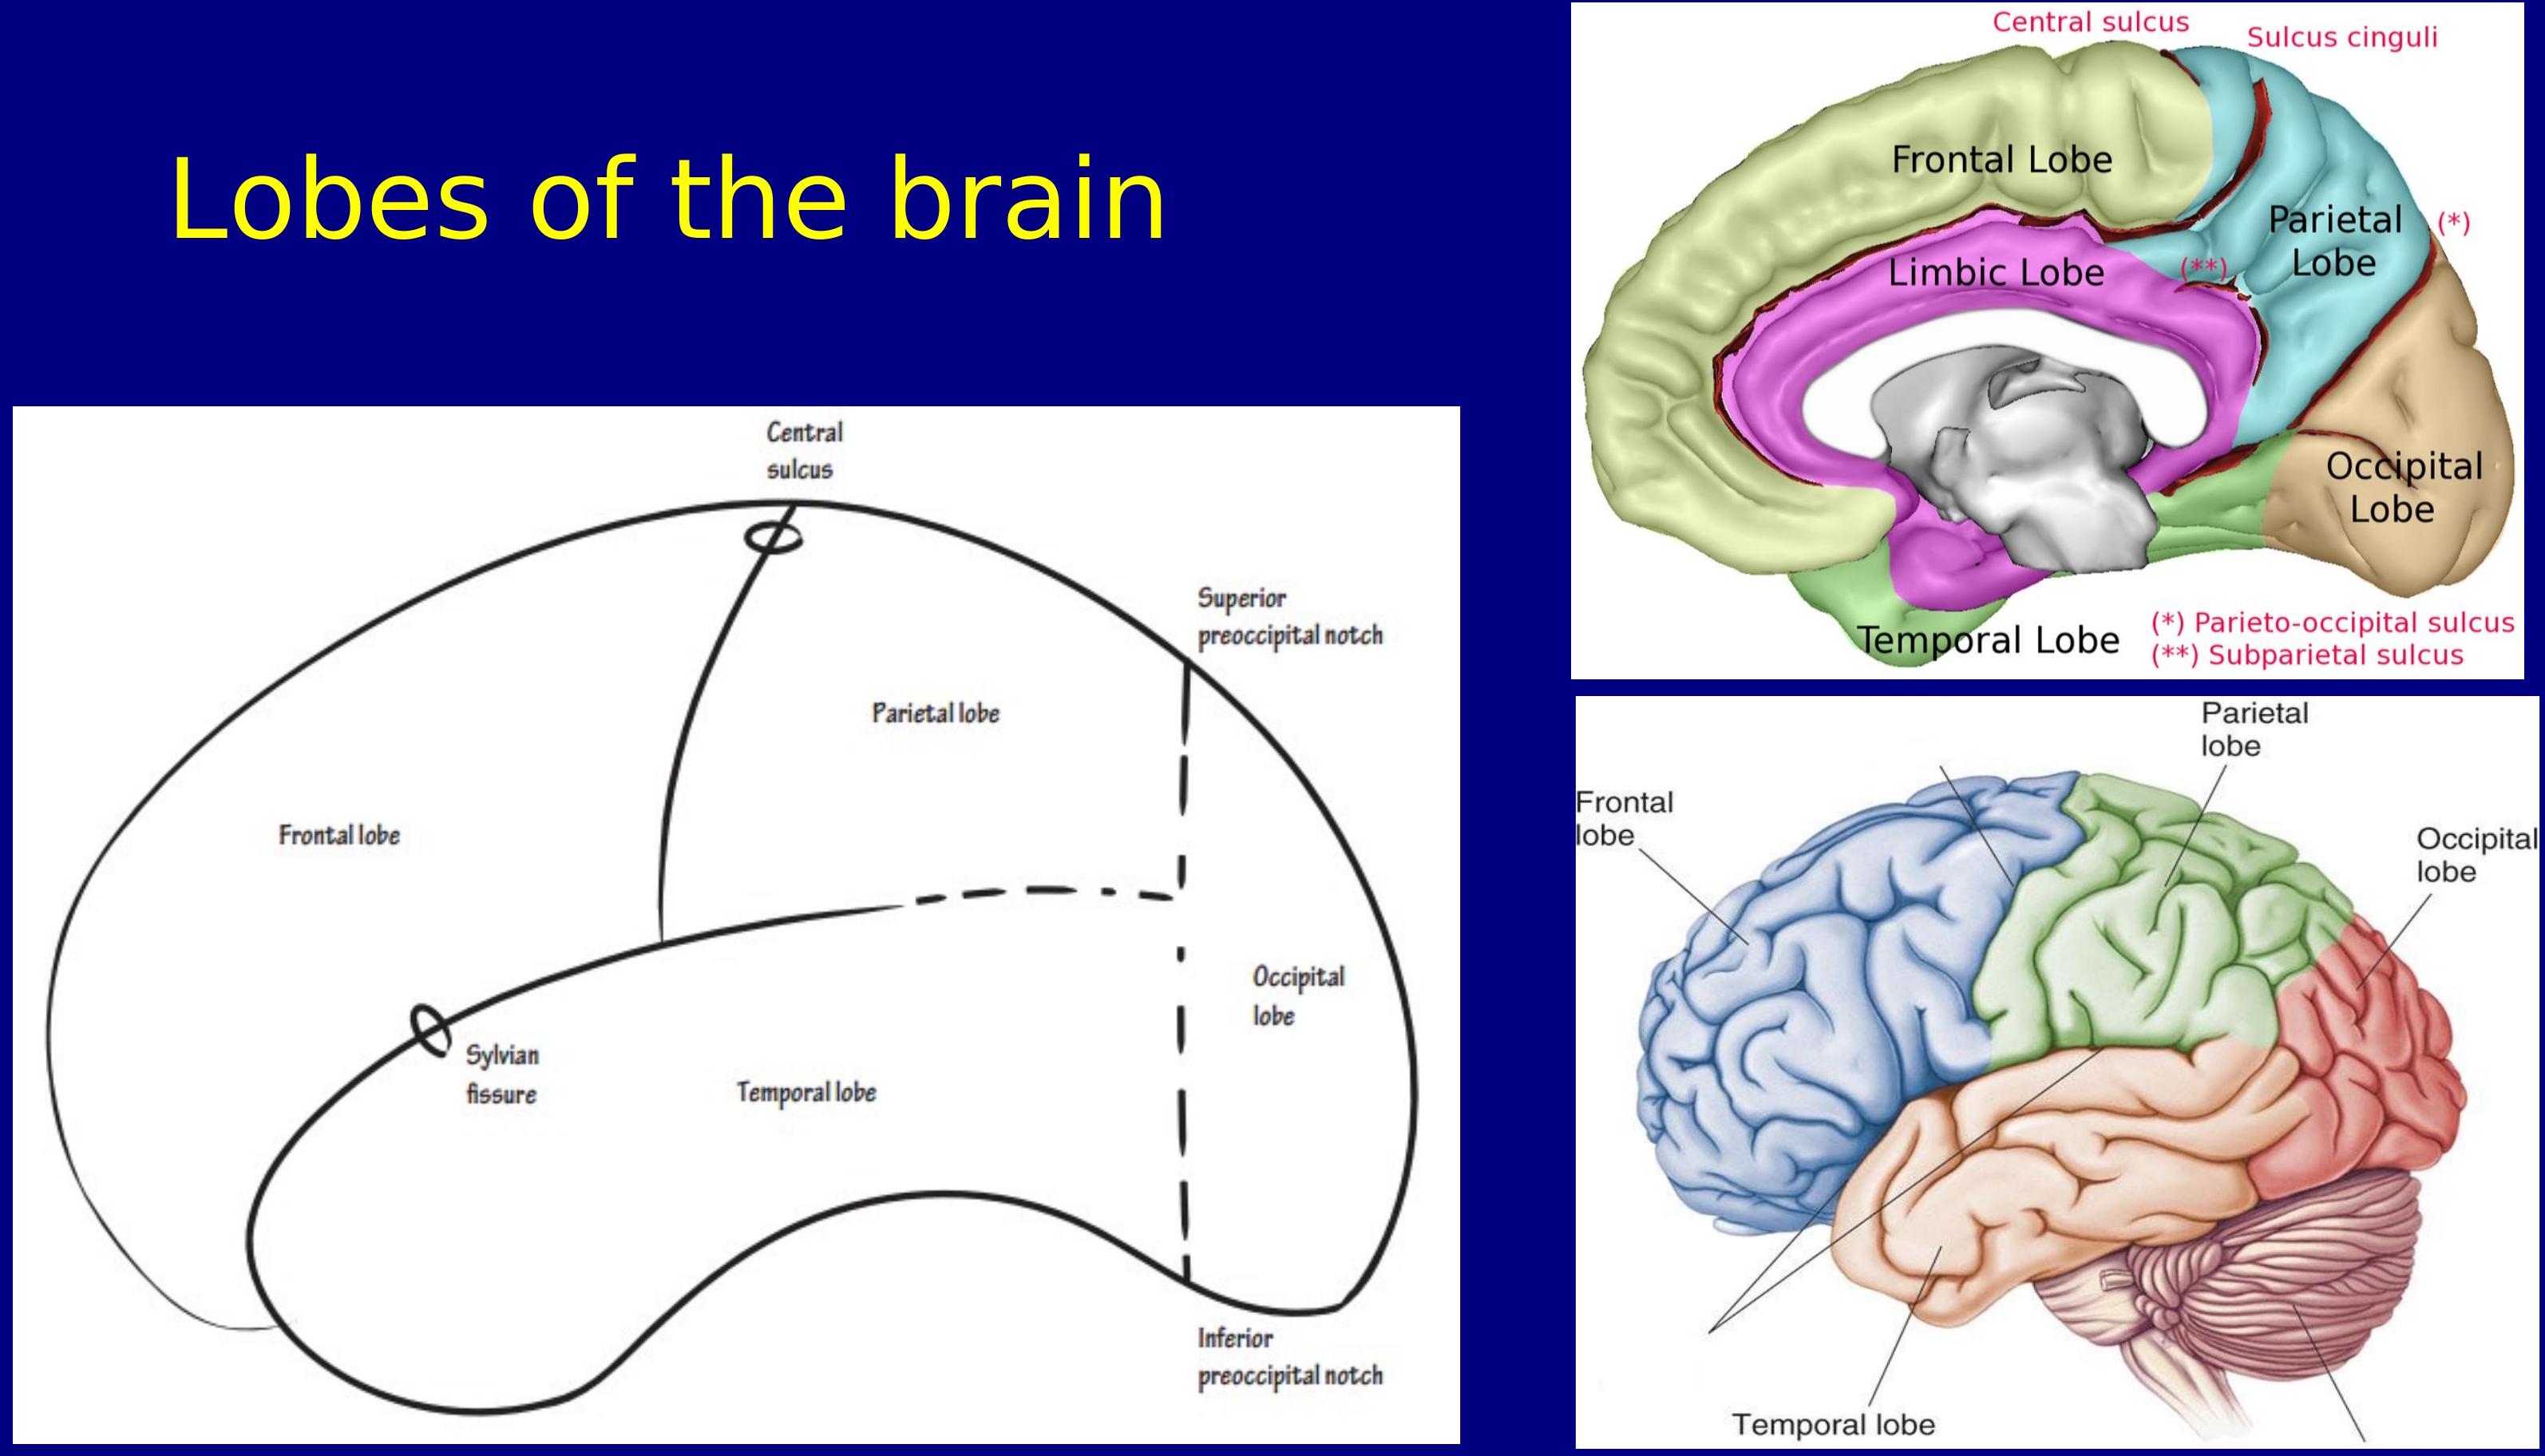 Lobes of the brain
Central
sulcus
Superior
preoccipital notch
Parietal lobe
Frontal lobe
Occipital
lobe
Sylvian
fissure
Temporal lobe
Inferior
preoccipital notch
Central sulcus
Sulcus cinguli
Frontal Lobe
Parietal
Lobe
(*)
Limbic Lobe
(**)
Occipital
Lobe
Temporal Lobe
(*) Parieto-occipital sulcus
(**) Subparietal sulcus
Parietal
lobe
Frontal
lobe
Occipital
lobe
Temporal lobe